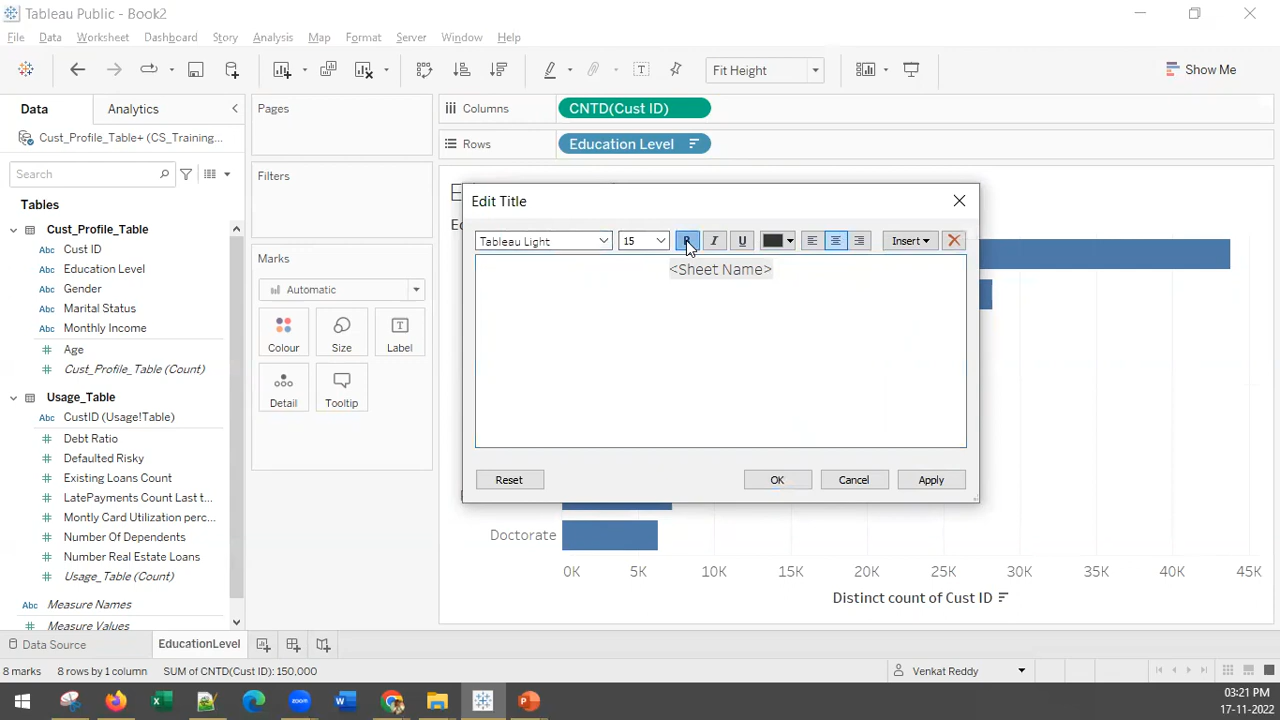 Tableau Public - Book2
File Data Worksheet Dashboard Story Analysis Map Format Server Window Help
Fit Height
Show Me
Data Analytics
Pages
Columns CNTD(Cust ID)
Cust_Profile_Table+ (CS_Training...
Rows Education Level
Search
Filters
Tables
Edit Title
Cust_Profile_Table
Cust ID
Tableau Light 15 B I U Insert
Marks
<Sheet Name>
Education Level
Gender
Automatic
Marital Status
Monthly Income
Colour Size Label
Age
Cust_Profile_Table (Count)
Detail Tooltip
Usage_Table
CustID (Usage!Table)
Debt Ratio
Defaulted Risky
Existing Loans Count
Reset OK Cancel Apply
LatePayments Count Last t...
Montly Card Utilization perc...
Number Of Dependents
Doctorate
Number Real Estate Loans
0K 5K 10K 15K 20K 25K 30K 35K 40K 45K
Usage_Table (Count)
Distinct count of Cust ID
Measure Names
Measure Values
Data Source EducationLevel
8 marks 8 rows by 1 column SUM of CNTD(Cust ID): 150,000 Venkat Reddy
03:21 PM
17-11-2022